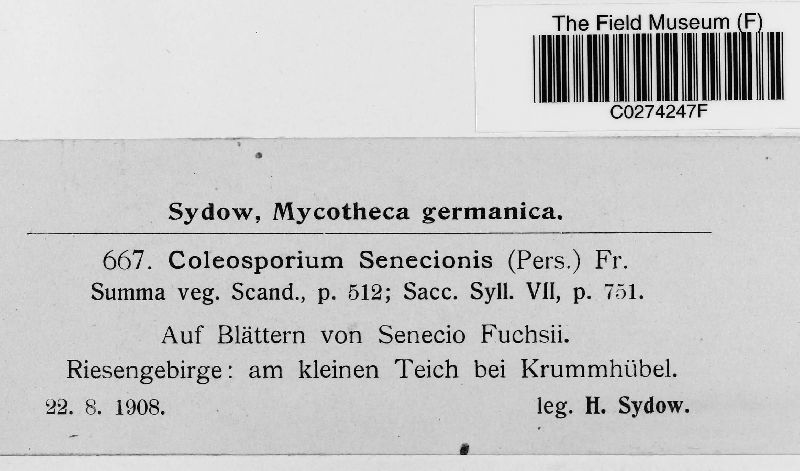 The Field Museum (F)
C0274247F
Sydow, Mycotheca germanica.
667. Coleosporium Senecionis (Pers.) Fr.
Summa veg. Scand., p. 512; Sacc. Syll. VII, p. 751.
Auf Blättern von Senecio Fuchsii.
Riesengebirge: am kleinen Teich bei Krummhübel.
22. 8. 1908. leg. H. Sydow.